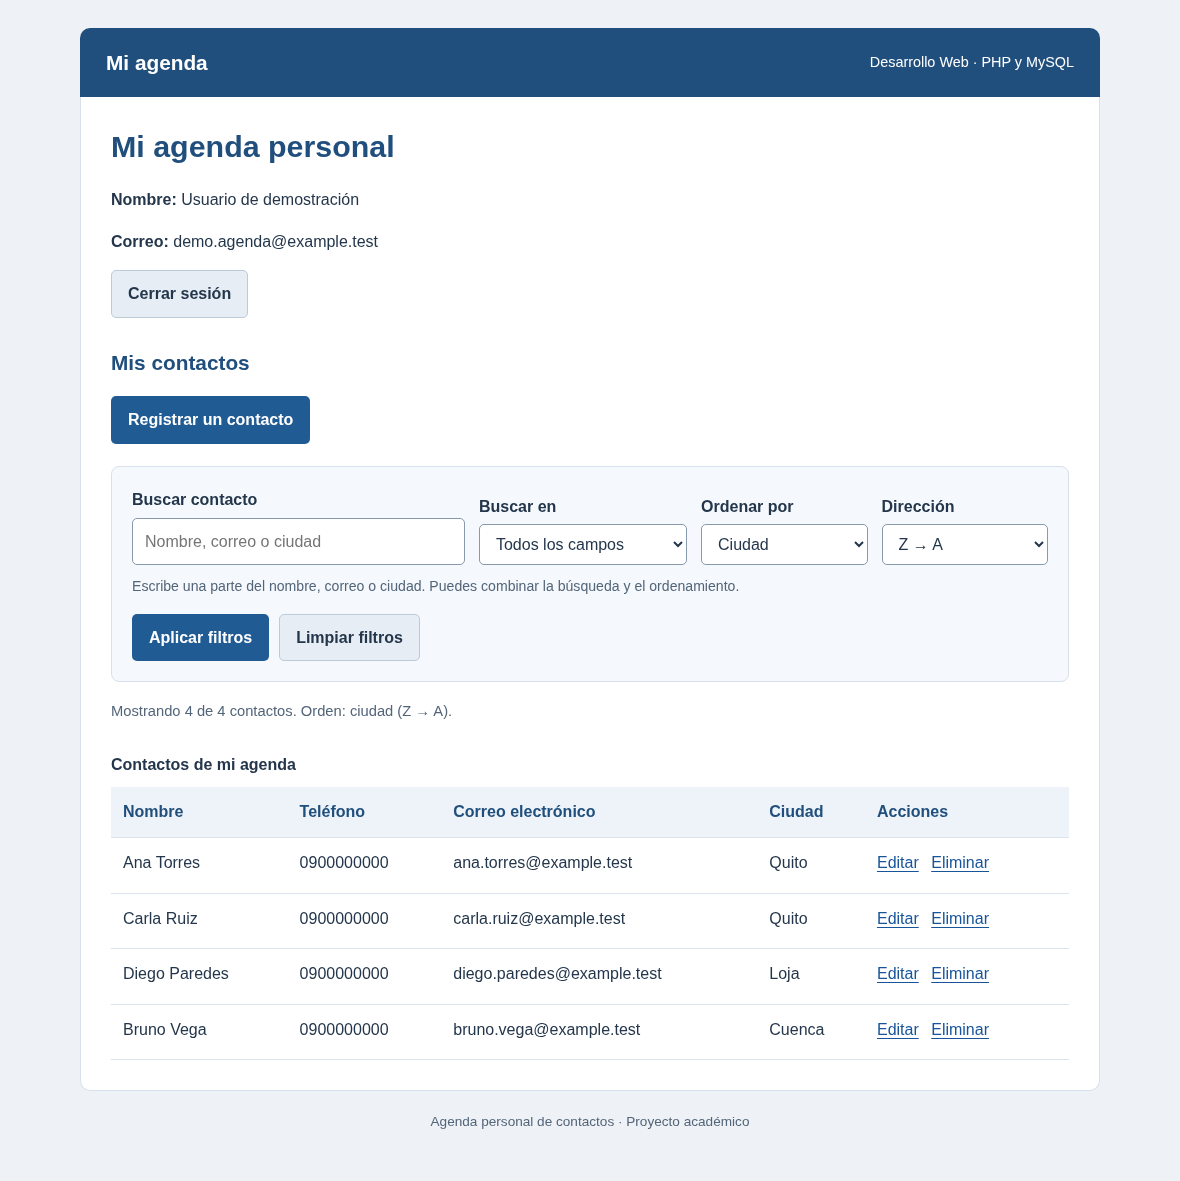 Mi agenda
Desarrollo Web · PHP y MySQL
Mi agenda personal
Nombre: Usuario de demostración
Correo: demo.agenda@example.test
Cerrar sesión
Mis contactos
Registrar un contacto
Buscar contacto
Buscar en
Ordenar por
Dirección
Nombre, correo o ciudad
Todos los campos
Ciudad
Z → A
Escribe una parte del nombre, correo o ciudad. Puedes combinar la búsqueda y el ordenamiento.
Aplicar filtros
Limpiar filtros
Mostrando 4 de 4 contactos. Orden: ciudad (Z → A).
Contactos de mi agenda
Nombre Teléfono Correo electrónico Ciudad Acciones
Ana Torres 0900000000 ana.torres@example.test Quito Editar Eliminar
Carla Ruiz 0900000000 carla.ruiz@example.test Quito Editar Eliminar
Diego Paredes 0900000000 diego.paredes@example.test Loja Editar Eliminar
Bruno Vega 0900000000 bruno.vega@example.test Cuenca Editar Eliminar
Agenda personal de contactos · Proyecto académico